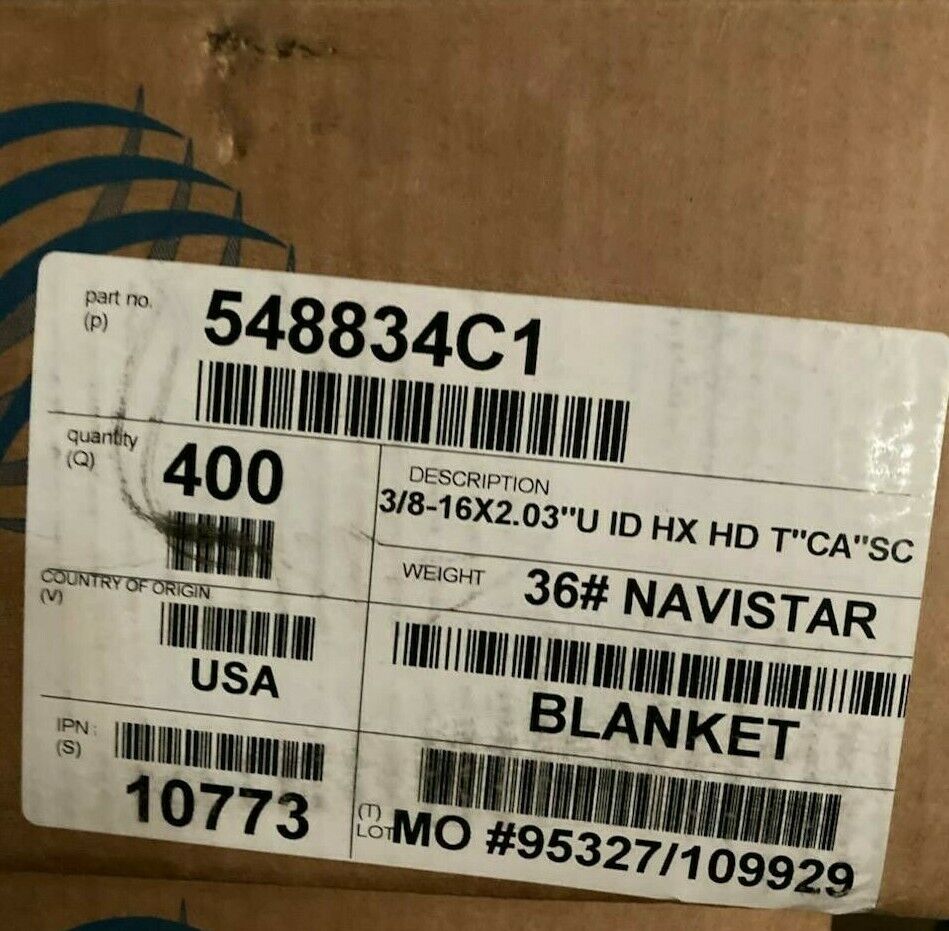 part no.
(p)
548834C1
quantity
(Q)
400
DESCRIPTION
3/8-16X2.03"U ID HX HD T"CA"SC
COUNTRY OF ORIGIN
(V)
USA
WEIGHT
36# NAVISTAR
BLANKET
IPN:
(S)
10773
(T)
LOT
MO #95327/109929